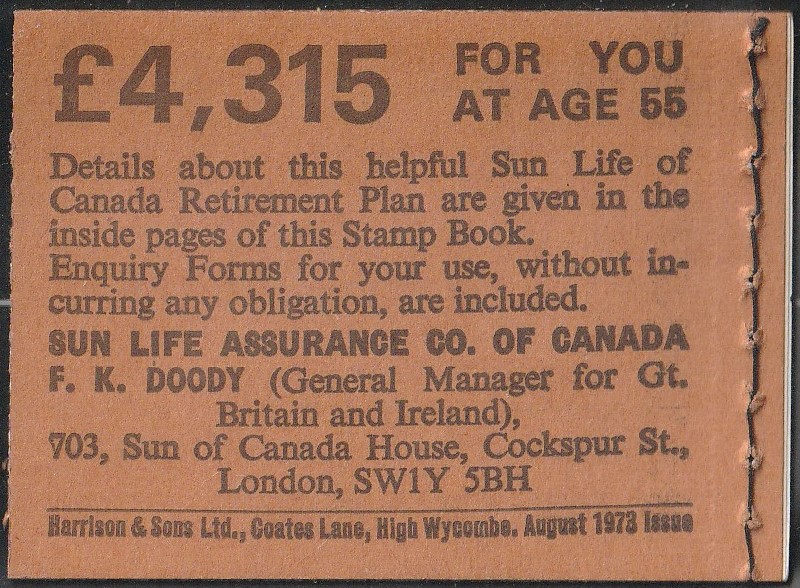 £4,315 FOR YOU
AT AGE 55
Details about this helpful Sun Life of
Canada Retirement Plan are given in the
inside pages of this Stamp Book.
Enquiry Forms for your use, without in-
curring any obligation, are included.
SUN LIFE ASSURANCE CO. OF CANADA
F. K. DOODY (General Manager for Gt.
Britain and Ireland),
703, Sun of Canada House, Cockspur St.,
London, SW1Y 5BH
Harrison & Sons Ltd., Coates Lane, High Wycombe. August 1973 Issue